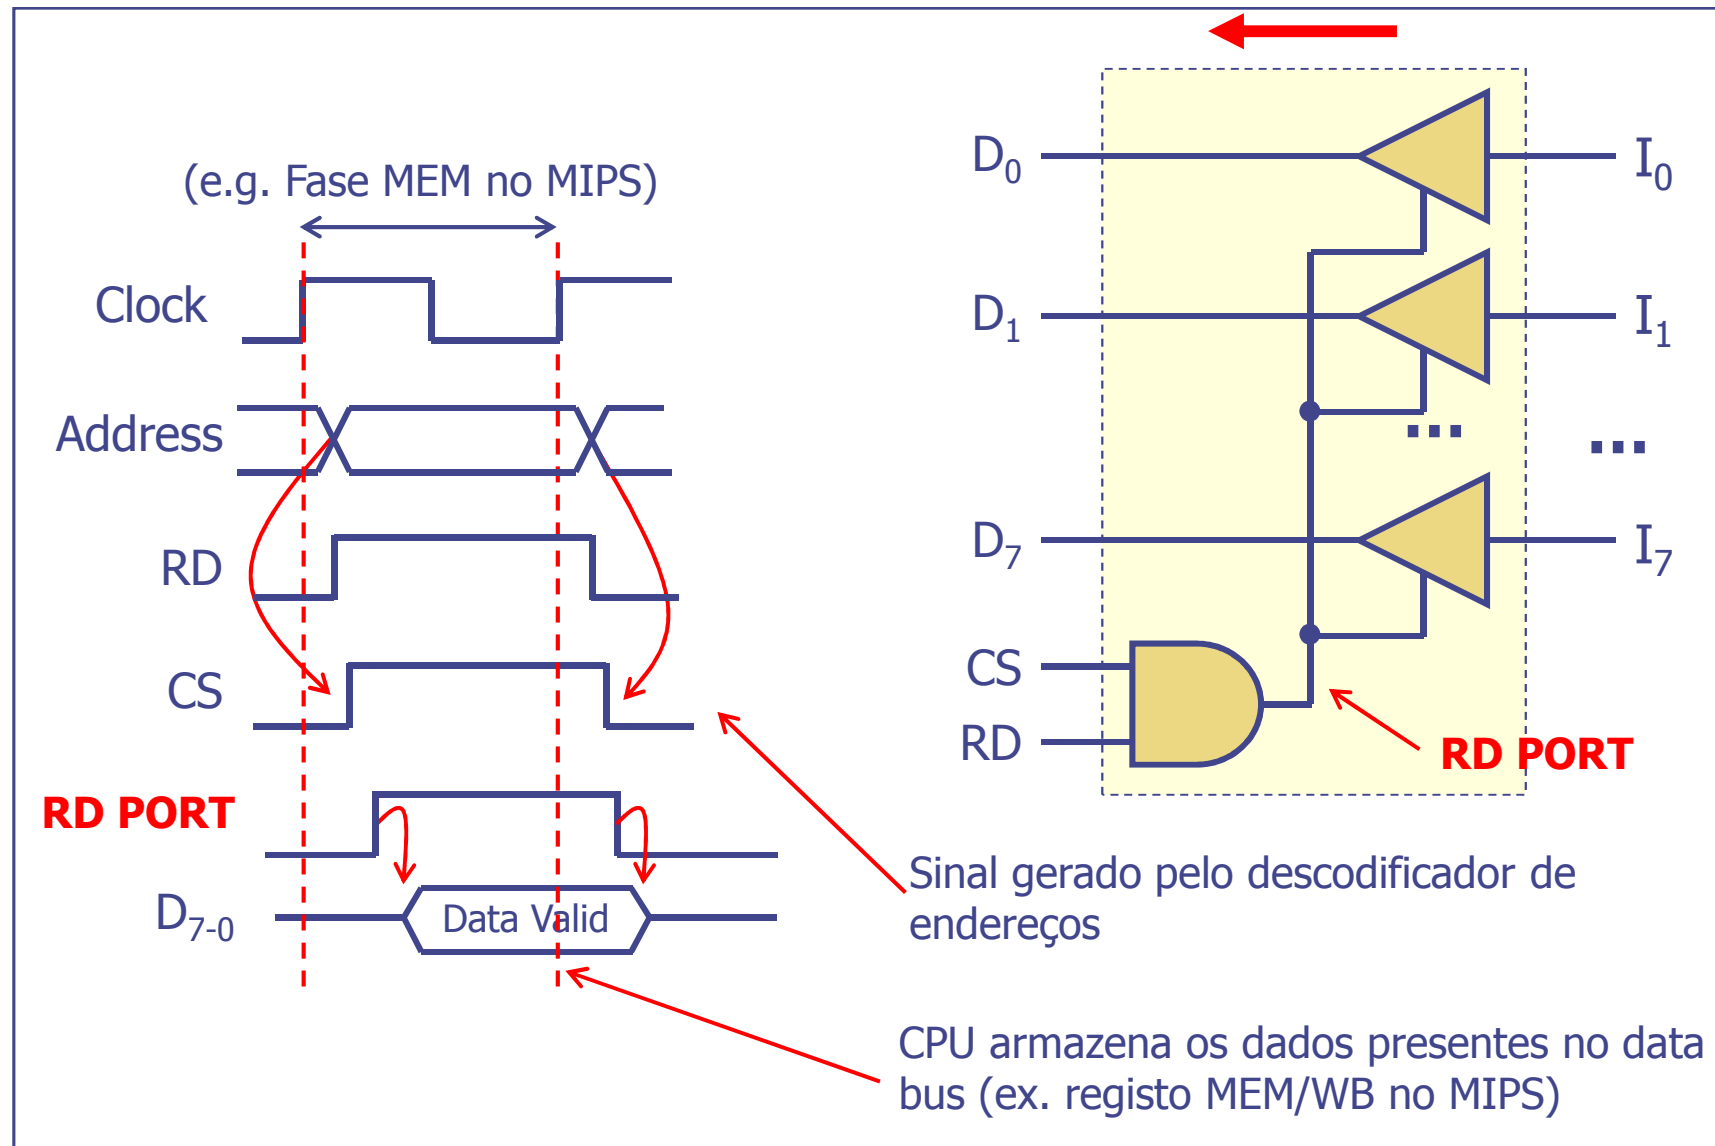 (e.g. Fase MEM no MIPS)
Clock
Address
RD
CS
RD PORT
D7-0
Data Valid
D0
I0
D1
I1
...
...
D7
I7
CS
RD
RD PORT
Sinal gerado pelo descodificador de
endereços
CPU armazena os dados presentes no data
bus (ex. registo MEM/WB no MIPS)